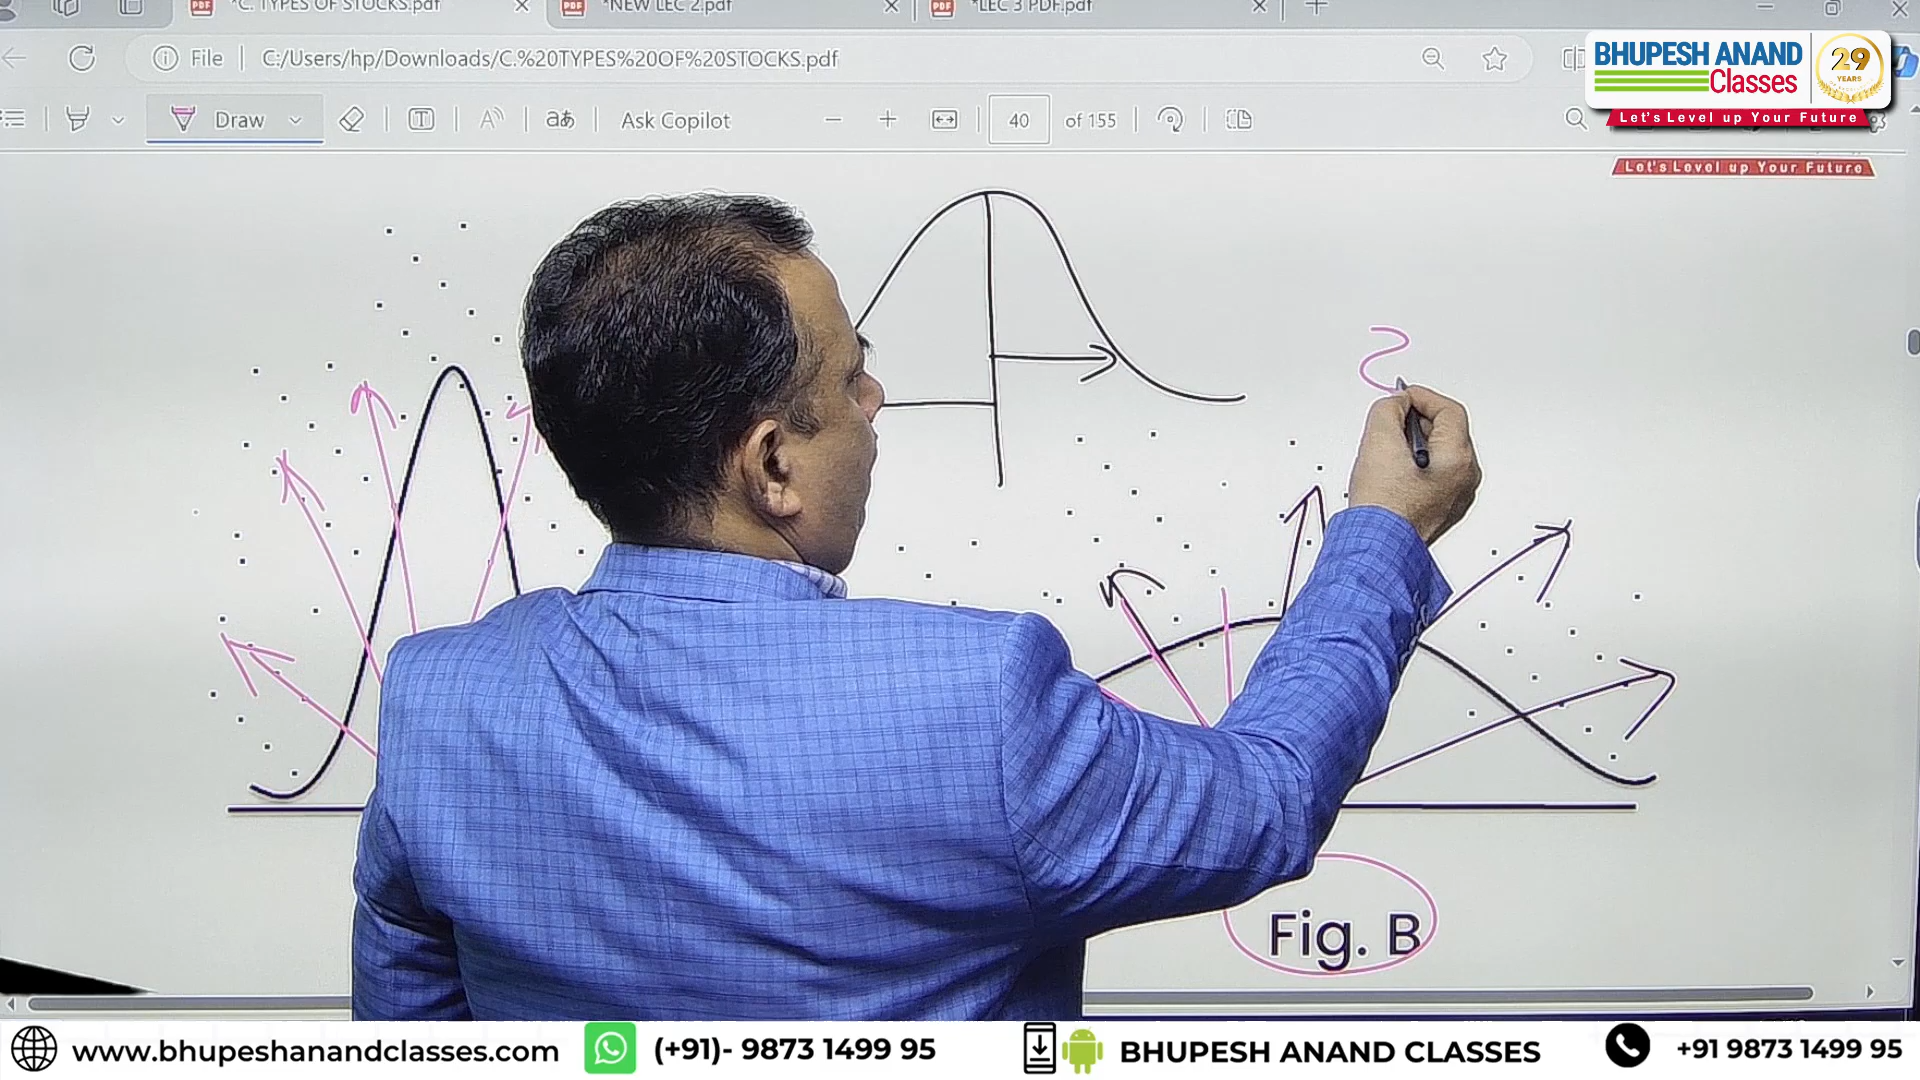 *C. TYPES OF STOCKS.pdf
*NEW LEC 2.pdf
*LEC 3 PDF.pdf
File
C:/Users/hp/Downloads/C.%20TYPES%20OF%20STOCKS.pdf
BHUPESH ANAND
Classes
29
YEARS
Let's Level up Your Future
Draw
T
aあ
Ask Copilot
40
of 155
Let's Level up Your Future
Fig. B
www.bhupeshanandclasses.com
(+91)- 9873 1499 95
BHUPESH ANAND CLASSES
+91 9873 1499 95